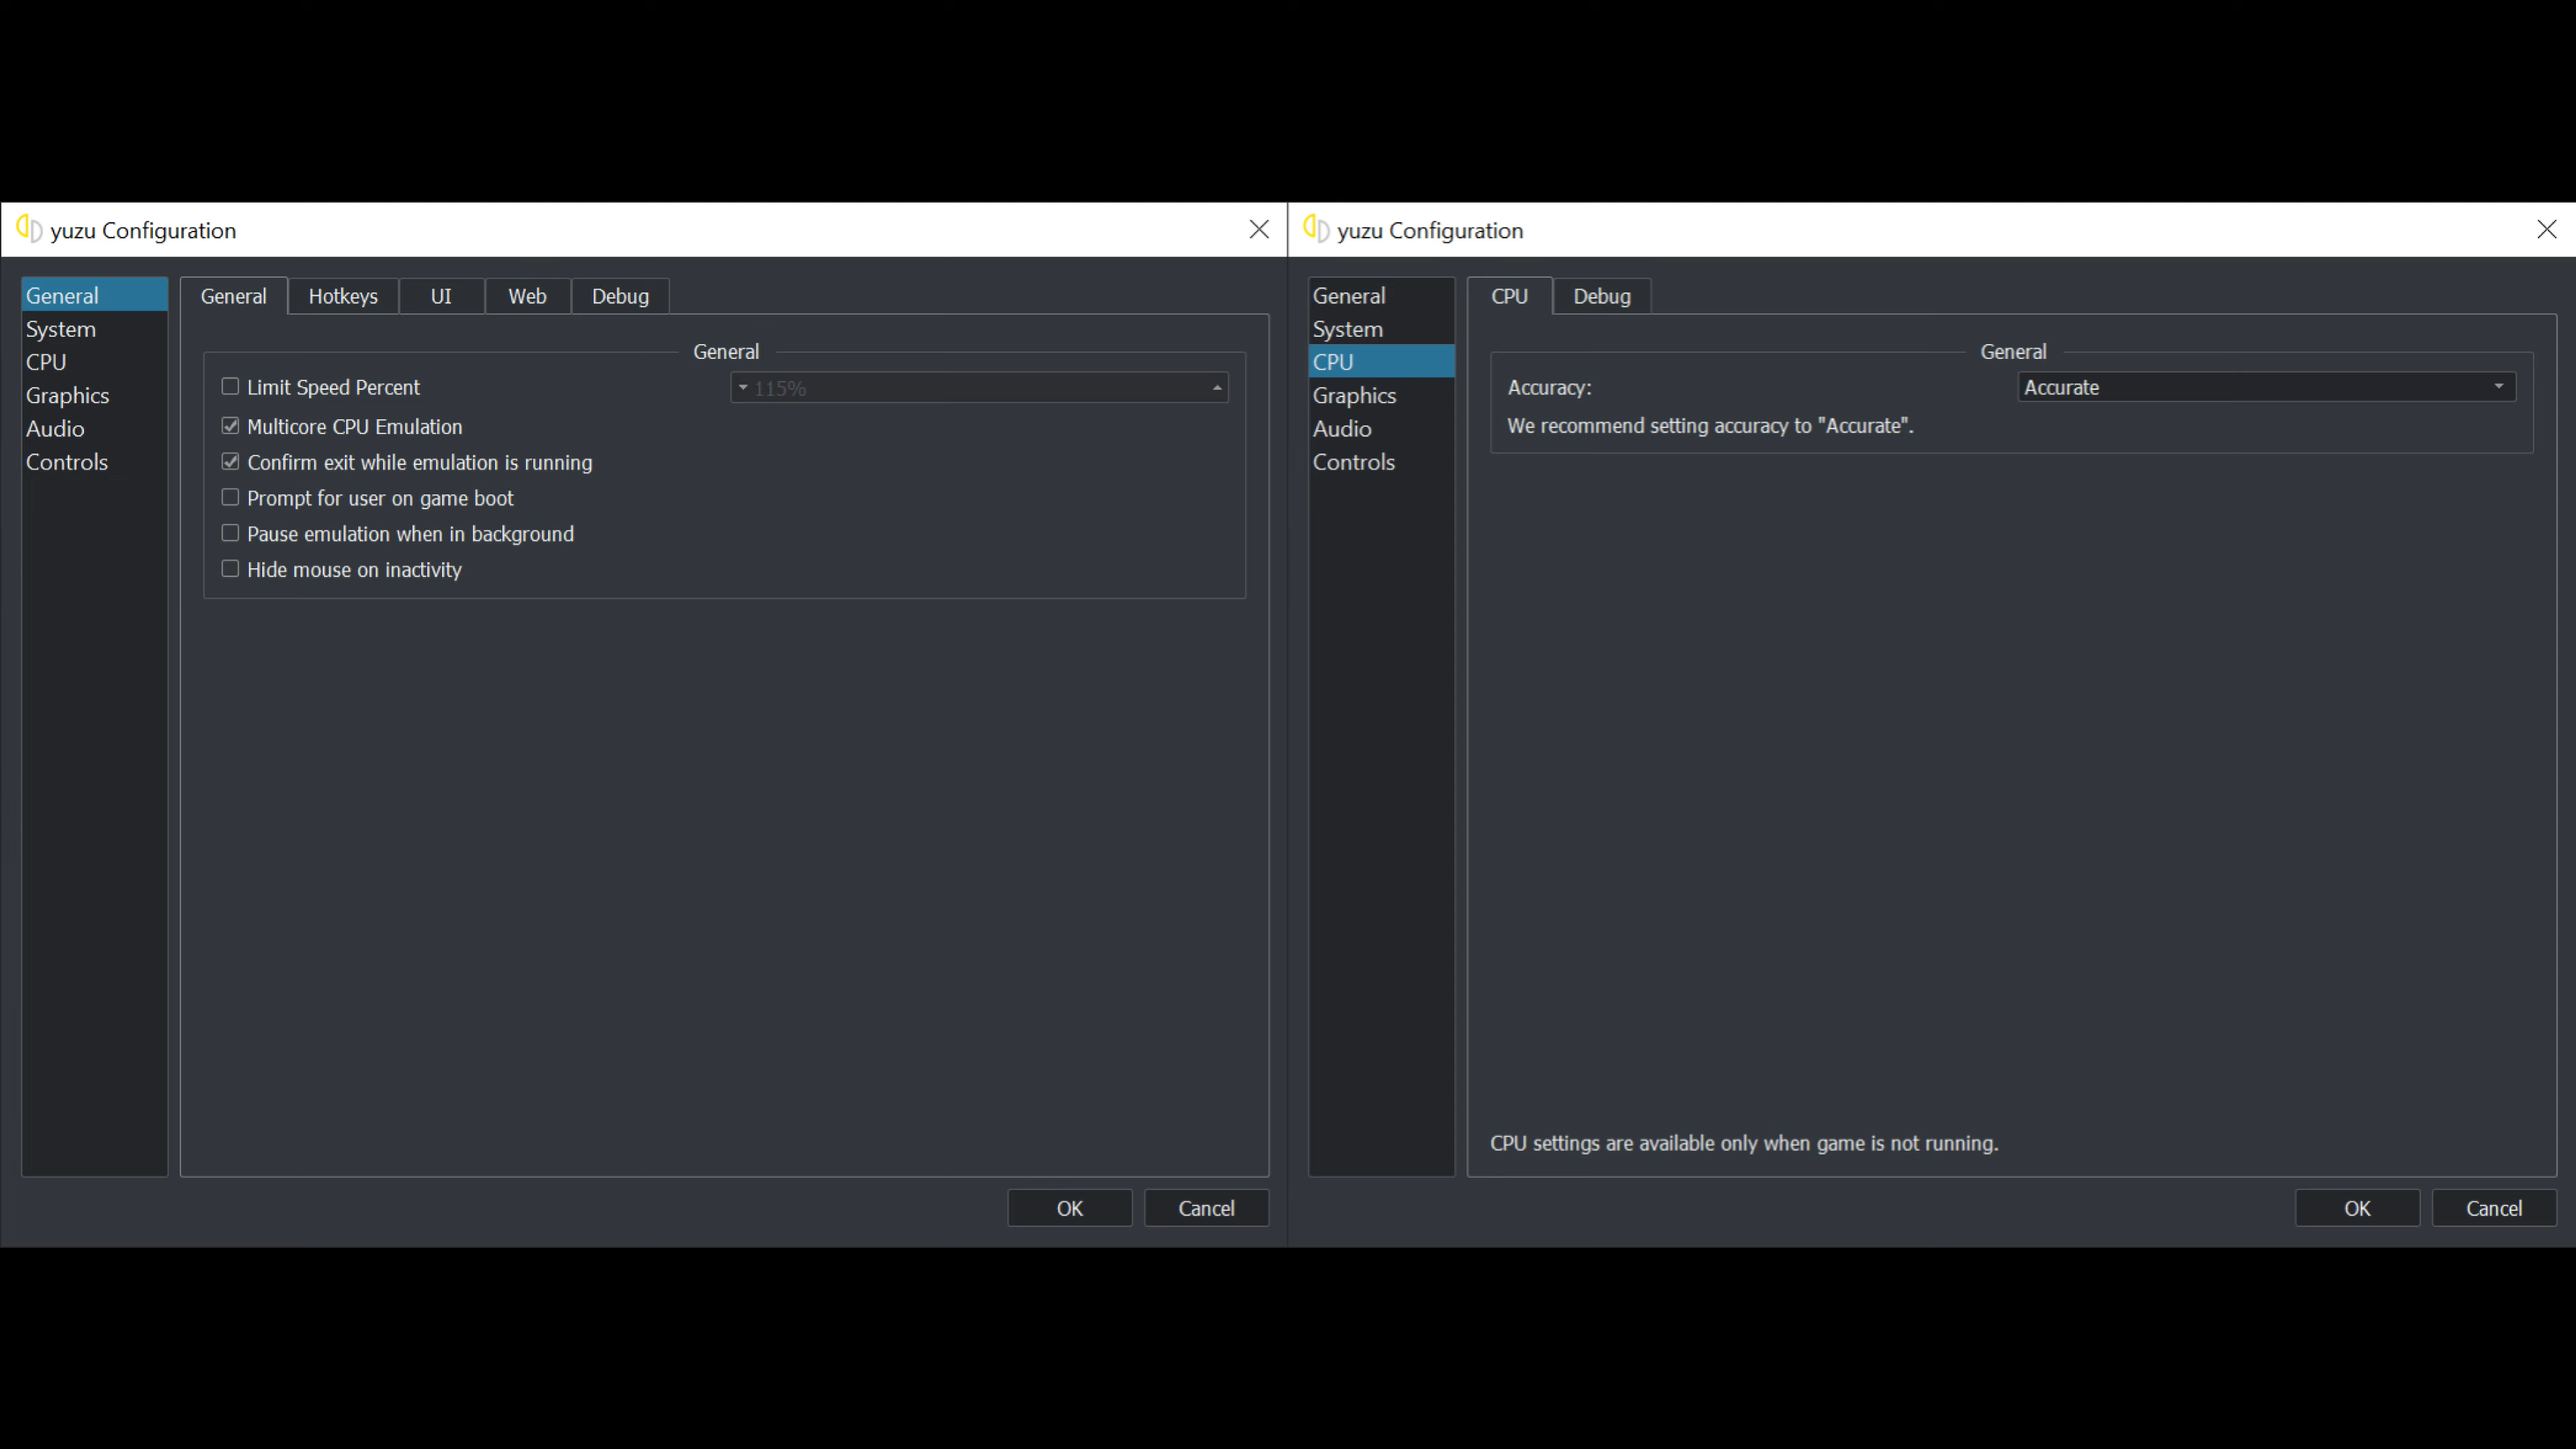 yuzu Configuration
General
System
CPU
Graphics
Audio
Controls
General Hotkeys UI Web Debug
General
Limit Speed Percent 115%
Multicore CPU Emulation
Confirm exit while emulation is running
Prompt for user on game boot
Pause emulation when in background
Hide mouse on inactivity
OK Cancel
yuzu Configuration
General
System
CPU
Graphics
Audio
Controls
CPU Debug
General
Accuracy: Accurate
We recommend setting accuracy to "Accurate".
CPU settings are available only when game is not running.
OK Cancel